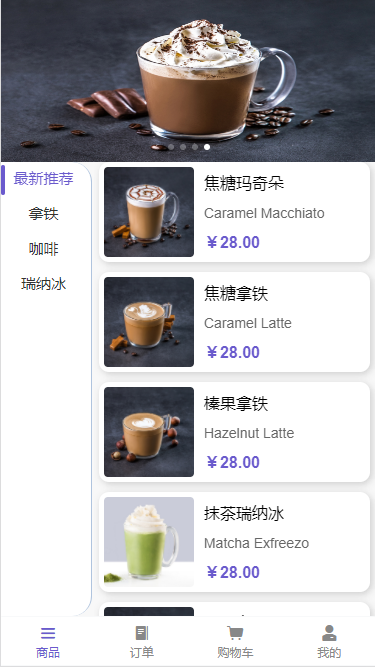 最新推荐
拿铁
咖啡
瑞纳冰
焦糖玛奇朵
Caramel Macchiato
￥28.00
焦糖拿铁
Caramel Latte
￥28.00
榛果拿铁
Hazelnut Latte
￥28.00
抹茶瑞纳冰
Matcha Exfreezo
￥28.00
商品
订单
购物车
我的